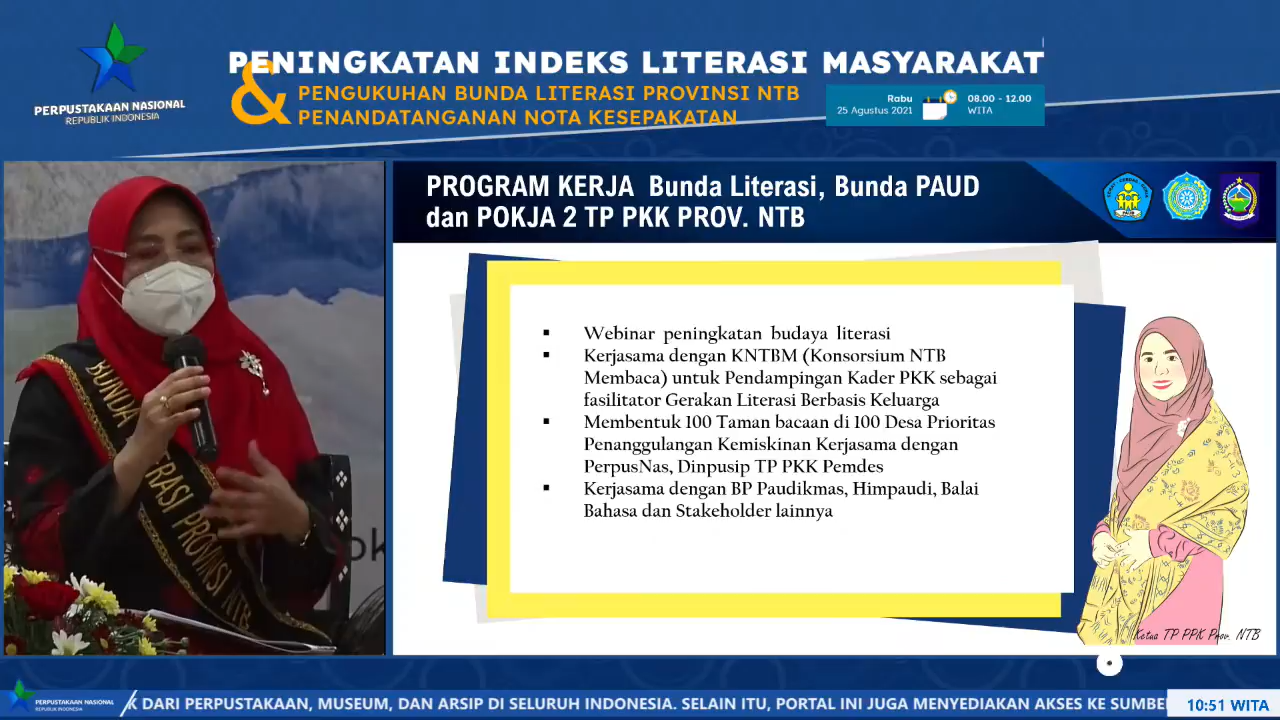 PERPUSTAKAAN NASIONAL
REPUBLIK INDONESIA
PENINGKATAN INDEKS LITERASI MASYARAKAT
& PENGUKUHAN BUNDA LITERASI PROVINSI NTB
PENANDATANGANAN NOTA KESEPAKATAN
Rabu
25 Agustus 2021
08.00 - 12.00
WITA
BUNDA
ERASI PROVINSI NTB
PROGRAM KERJA Bunda Literasi, Bunda PAUD
dan POKJA 2 TP PKK PROV. NTB
▪ Webinar peningkatan budaya literasi
▪ Kerjasama dengan KNTBM (Konsorsium NTB
Membaca) untuk Pendampingan Kader PKK sebagai
fasilitator Gerakan Literasi Berbasis Keluarga
▪ Membentuk 100 Taman bacaan di 100 Desa Prioritas
Penanggulangan Kemiskinan Kerjasama dengan
PerpusNas, Dinpusip TP PKK Pemdes
▪ Kerjasama dengan BP Paudikmas, Himpaudi, Balai
Bahasa dan Stakeholder lainnya
Ketua TP PPK Prov. NTB
PERPUSTAKAAN NASIONAL
REPUBLIK INDONESIA
K DARI PERPUSTAKAAN, MUSEUM, DAN ARSIP DI SELURUH INDONESIA. SELAIN ITU, PORTAL INI JUGA MENYEDIAKAN AKSES KE SUMBE
10:51 WITA